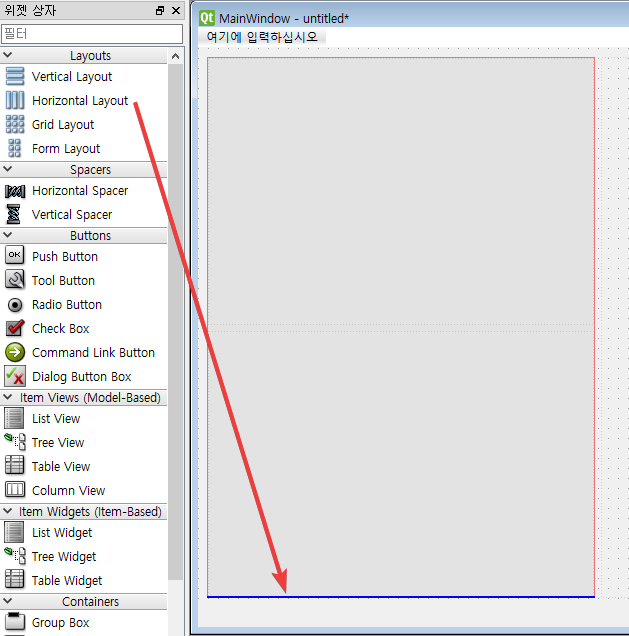 위젯 상자
필터
Layouts
Vertical Layout
Horizontal Layout
Grid Layout
Form Layout
Spacers
Horizontal Spacer
Vertical Spacer
Buttons
OK
Push Button
Tool Button
Radio Button
Check Box
Command Link Button
Dialog Button Box
Item Views (Model-Based)
List View
Tree View
Table View
Column View
Item Widgets (Item-Based)
List Widget
Tree Widget
Table Widget
Containers
Group Box
Qt MainWindow - untitled*
여기에 입력하십시오